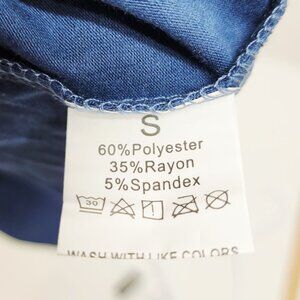 S
60%Polyester
35%Rayon
5%Spandex
30
WASH WITH LIKE COLORS